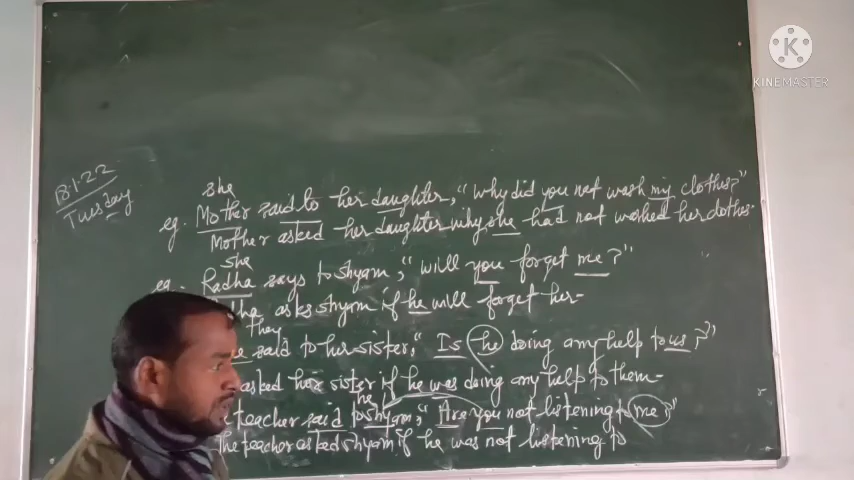 KINEMASTER
18.1.22
Tuesday
she
eg. Mother said to her daughter, "Why did you not wash my clothes?"
Mother asked her daughter why she had not washed her clothes.
she
eg. Radha says to shyam, "will you forget me?"
asks shyam if he will forget her.
they
said to her sister, "Is he doing any help to us?"
asked her sister if he was doing any help to them.
he
teacher said to shyam, "Are you not listening to me?"
The teacher asked shyam if he was not listening to